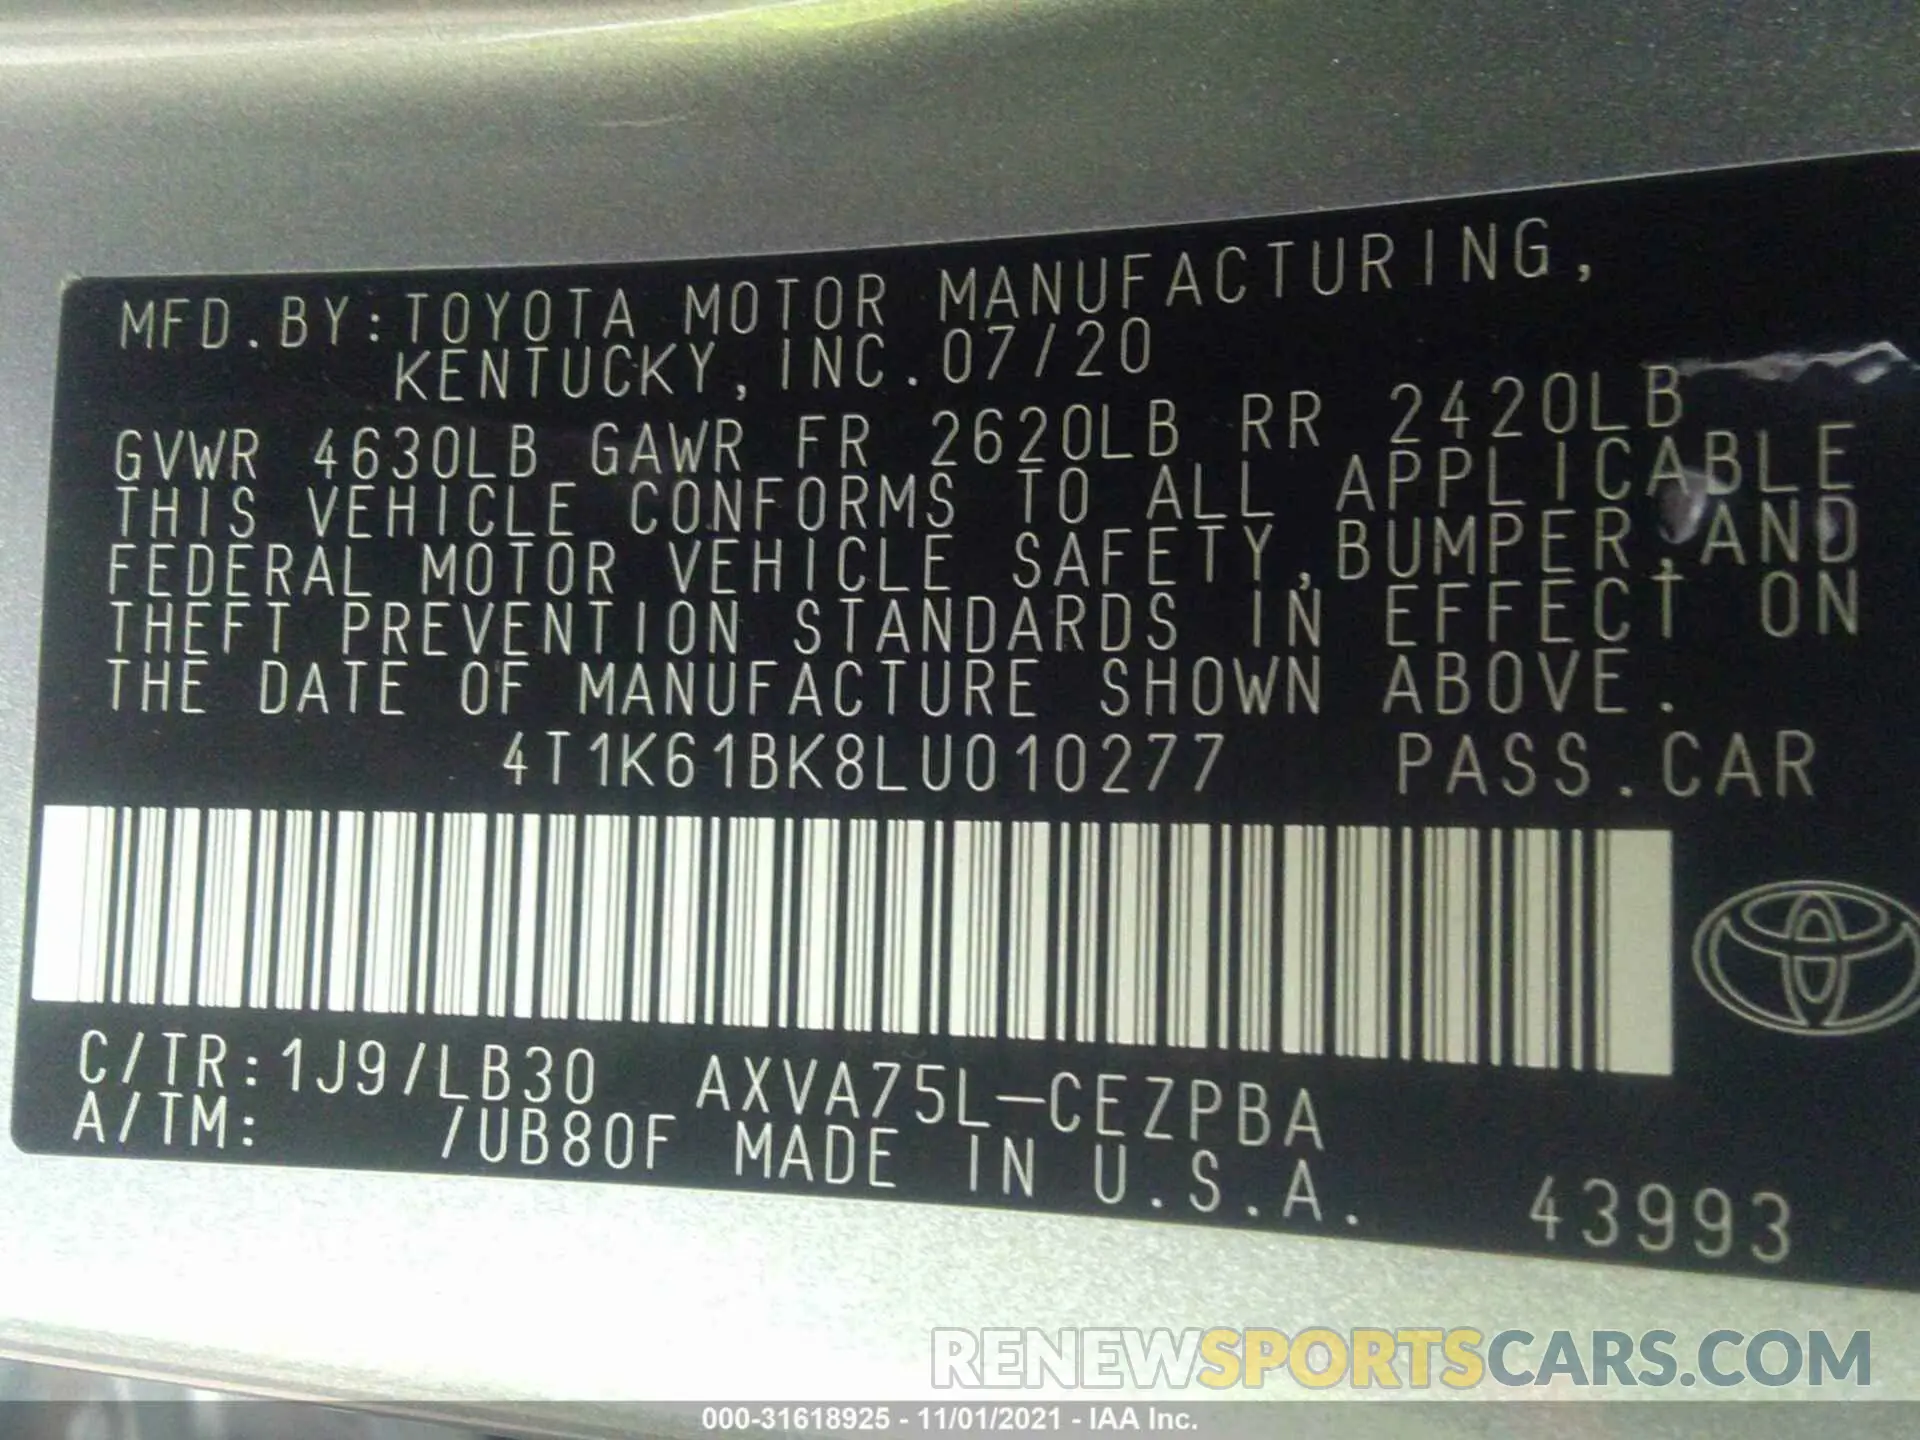 MFD.BY:TOYOTA MOTOR MANUFACTURING,
KENTUCKY, INC.07/20
GVWR 4630LB GAWR FR 2620LB RR 2420LB
THIS VEHICLE CONFORMS TO ALL APPLICABLE
FEDERAL MOTOR VEHICLE SAFETY,BUMPER,AND
THEFT PREVENTION STANDARDS IN EFFECT ON
THE DATE OF MANUFACTURE SHOWN ABOVE.
4T1K61BK8LU010277 PASS.CAR
C/TR:1J9/LB30 AXVA75L-CEZPBA
A/TM: /UB80F MADE IN U.S.A.
43993
RENEWSPORTSCARS.COM
000-31618925 - 11/01/2021 - IAA Inc.